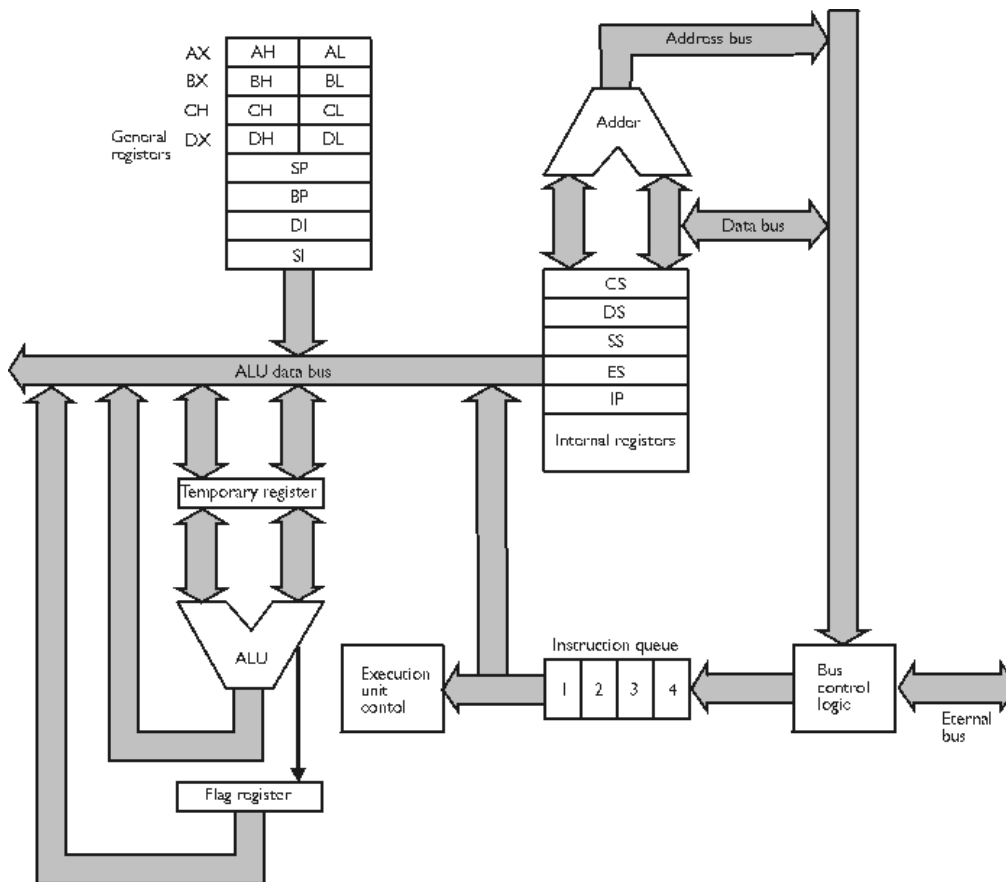 AX AH AL
BX BH BL
CH CH CL
General
registers
DX DH DL
SP
BP
DI
SI
Address bus
Adder
Data bus
CS
DS
SS
ES
IP
Internal registers
ALU data bus
Temporary register
ALU
Flag register
Execution
unit
contol
Instruction queue
1 2 3 4
Bus
control
logic
Eternal
bus